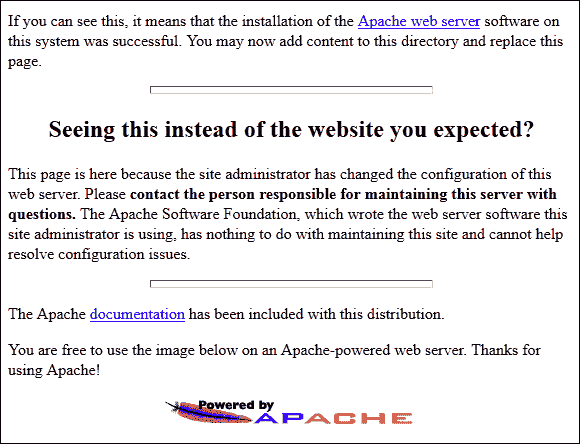 If you can see this, it means that the installation of the Apache web server software on
this system was successful. You may now add content to this directory and replace this
page.
Seeing this instead of the website you expected?
This page is here because the site administrator has changed the configuration of this
web server. Please contact the person responsible for maintaining this server with
questions. The Apache Software Foundation, which wrote the web server software this
site administrator is using, has nothing to do with maintaining this site and cannot help
resolve configuration issues.
The Apache documentation has been included with this distribution.
You are free to use the image below on an Apache-powered web server. Thanks for
using Apache!
Powered by
APACHE